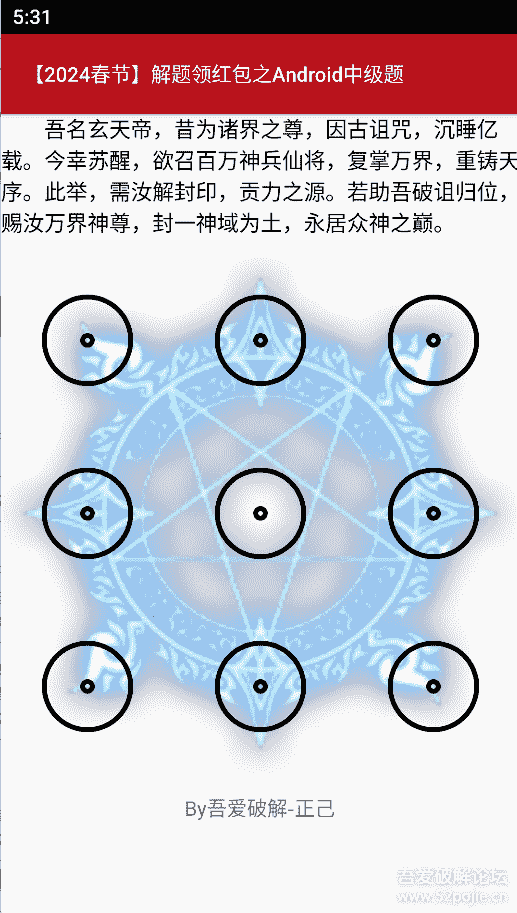 5:31
【2024春节】解题领红包之Android中级题
吾名玄天帝，昔为诸界之尊，因古诅咒，沉睡亿
载。今幸苏醒，欲召百万神兵仙将，复掌万界，重铸天
序。此举，需汝解封印，贡力之源。若助吾破诅归位，
赐汝万界神尊，封一神域为土，永居众神之巅。
By吾爱破解-正己
吾爱破解论坛
www.52pojie.cn